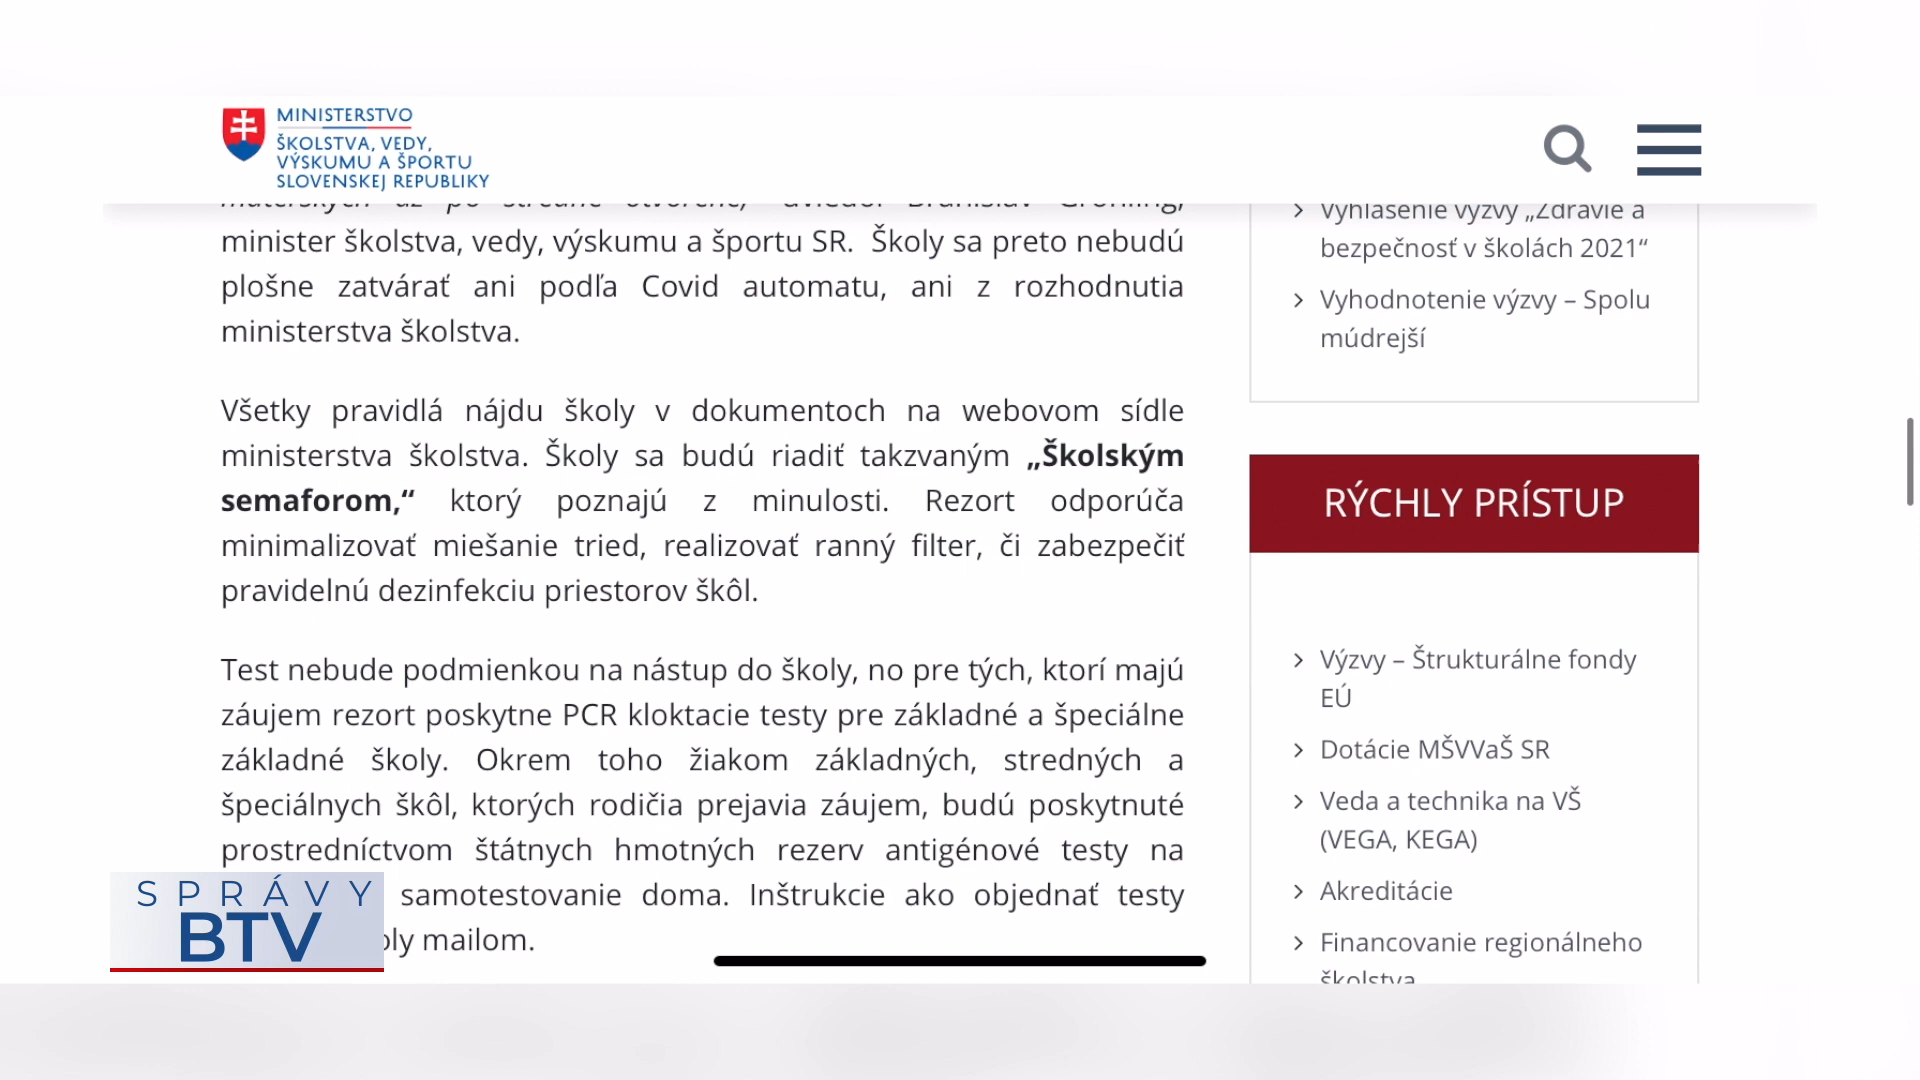 MINISTERSTVO
ŠKOLSTVA, VEDY,
VÝSKUMU A ŠPORTU
SLOVENSKEJ REPUBLIKY
minister školstva, vedy, výskumu a športu SR. Školy sa preto nebudú
plošne zatvárať ani podľa Covid automatu, ani z rozhodnutia
ministerstva školstva.
Všetky pravidlá nájdu školy v dokumentoch na webovom sídle
ministerstva školstva. Školy sa budú riadiť takzvaným „Školským
semaforom,“ ktorý poznajú z minulosti. Rezort odporúča
minimalizovať miešanie tried, realizovať ranný filter, či zabezpečiť
pravidelnú dezinfekciu priestorov škôl.
Test nebude podmienkou na nástup do školy, no pre tých, ktorí majú
záujem rezort poskytne PCR kloktacie testy pre základné a špeciálne
základné školy. Okrem toho žiakom základných, stredných a
špeciálnych škôl, ktorých rodičia prejavia záujem, budú poskytnuté
prostredníctvom štátnych hmotných rezerv antigénové testy na
samotestovanie doma. Inštrukcie ako objednať testy
mailom.
Vyhlásenie výzvy „Zdravie a
bezpečnosť v školách 2021“
Vyhodnotenie výzvy – Spolu
múdrejší
RÝCHLY PRÍSTUP
Výzvy – Štrukturálne fondy
EÚ
Dotácie MŠVVaŠ SR
Veda a technika na VŠ
(VEGA, KEGA)
Akreditácie
Financovanie regionálneho
školstva
SPRÁVY
BTV